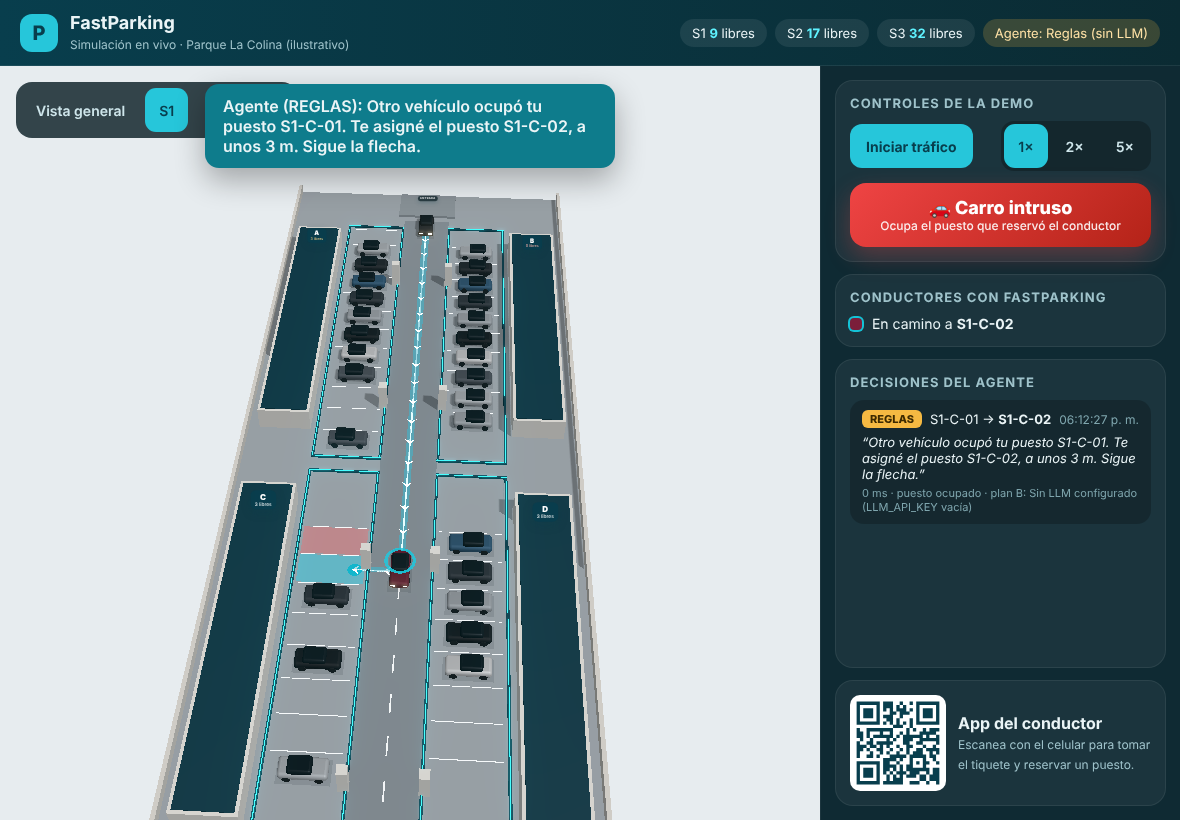 P
FastParking
Simulación en vivo · Parque La Colina (ilustrativo)
S1 9 libres
S2 17 libres
S3 32 libres
Agente: Reglas (sin LLM)
Vista general
S1
Agente (REGLAS): Otro vehículo ocupó tu
puesto S1-C-01. Te asigné el puesto S1-C-02, a
unos 3 m. Sigue la flecha.
A
B
C
3 libres
D
3 libres
CONTROLES DE LA DEMO
Iniciar tráfico
1×
2×
5×
🚗 Carro intruso
Ocupa el puesto que reservó el conductor
CONDUCTORES CON FASTPARKING
En camino a S1-C-02
DECISIONES DEL AGENTE
REGLAS S1-C-01 → S1-C-02 06:12:27 p. m.
“Otro vehículo ocupó tu puesto S1-C-01. Te
asigné el puesto S1-C-02, a unos 3 m. Sigue
la flecha.”
0 ms · puesto ocupado · plan B: Sin LLM configurado
(LLM_API_KEY vacía)
App del conductor
Escanea con el celular para tomar
el tiquete y reservar un puesto.